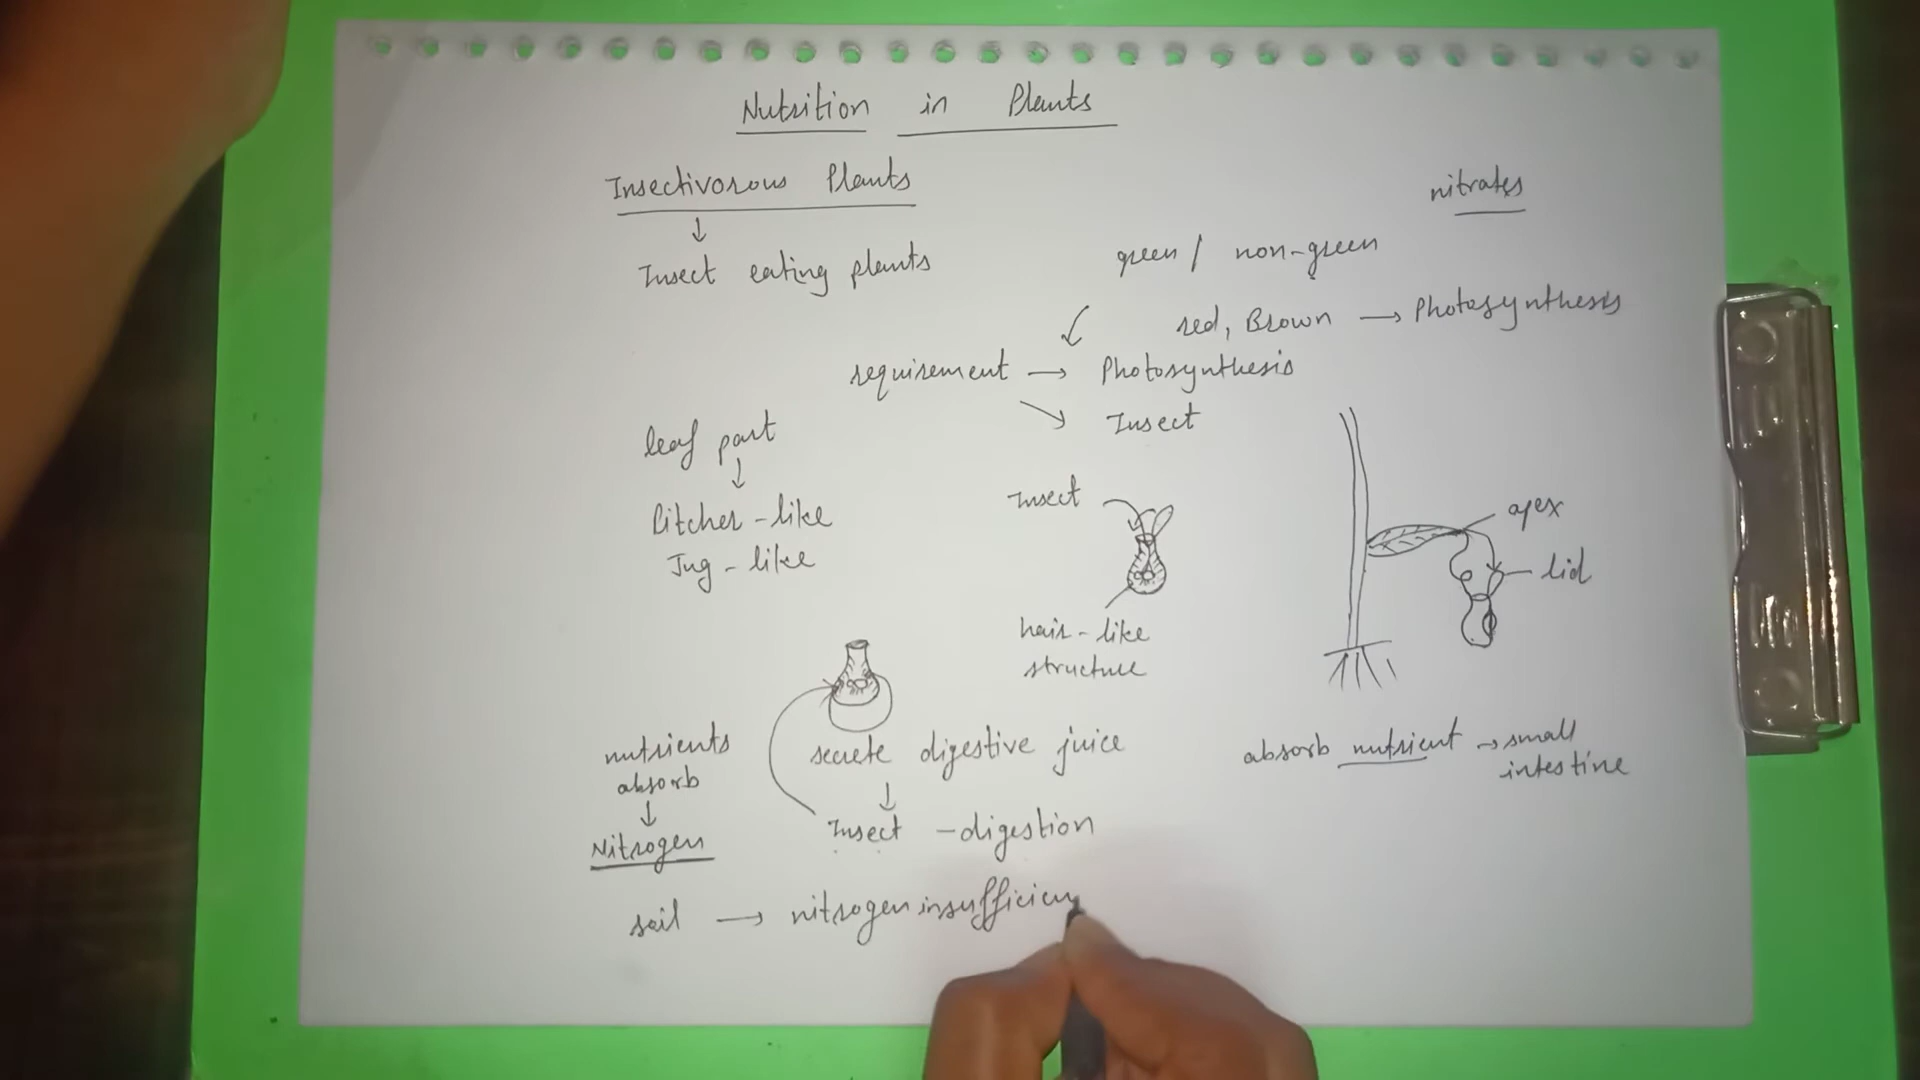 Nutrition in Plants
Insectivorous Plants
nitrates
↓
Insect eating plants
green / non-green
red, Brown → Photosynthesis
requirement → Photosynthesis
Insect
leaf part
↓
Pitcher-like
Jug-like
Insect
hair-like
structure
apex
lid
nutrients
absorb
↓
Nitrogen
secrete digestive juice
↓
Insect - digestion
absorb nutrient → small
intestine
soil → nitrogen insufficien